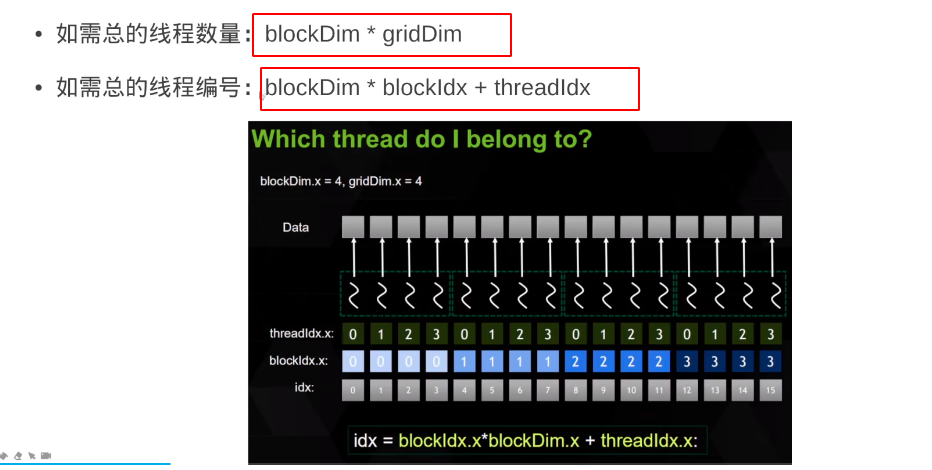 • 如需总的线程数量: blockDim * gridDim
• 如需总的线程编号: blockDim * blockIdx + threadIdx
Which thread do I belong to?
blockDim.x = 4, gridDim.x = 4
Data
threadIdx.x: 0 1 2 3 0 1 2 3 0 1 2 3 0 1 2 3
blockIdx.x: 0 0 0 0 1 1 1 1 2 2 2 2 3 3 3 3
idx: 0 1 2 3 4 5 6 7 8 9 10 11 12 13 14 15
idx = blockIdx.x*blockDim.x + threadIdx.x: